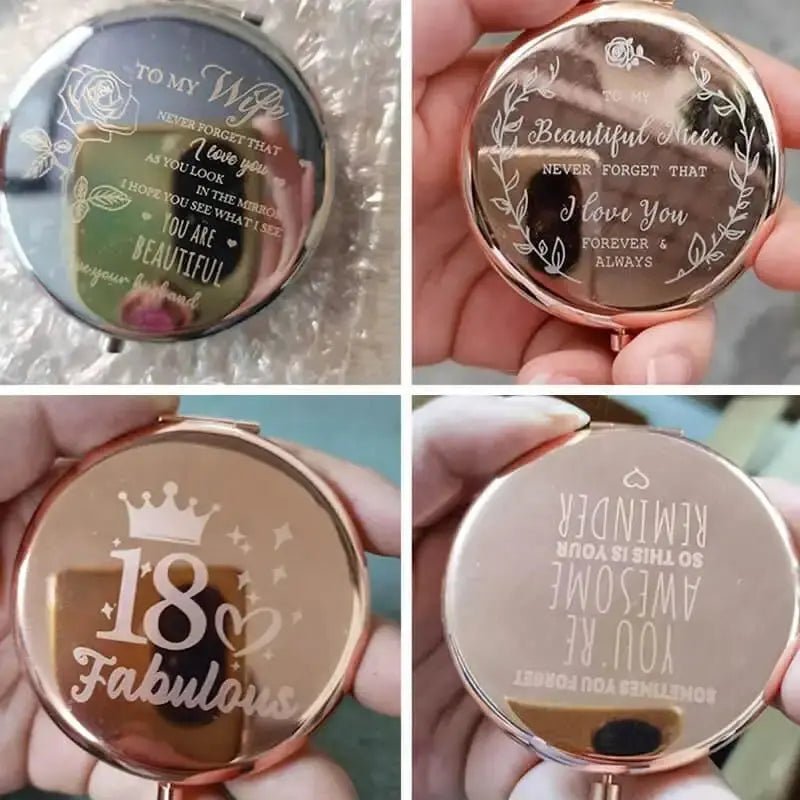 TO MY Wife
NEVER FORGET THAT
I love you
AS YOU LOOK
IN THE MIRROR
I HOPE YOU SEE WHAT I SEE
YOU ARE
BEAUTIFUL
your husband
TO MY
Beautiful Niece
NEVER FORGET THAT
I love You
FOREVER &
ALWAYS
18
Fabulous
SOMETIMES YOU FORGET
YOU'RE
AWESOME
SO THIS IS YOUR
REMINDER